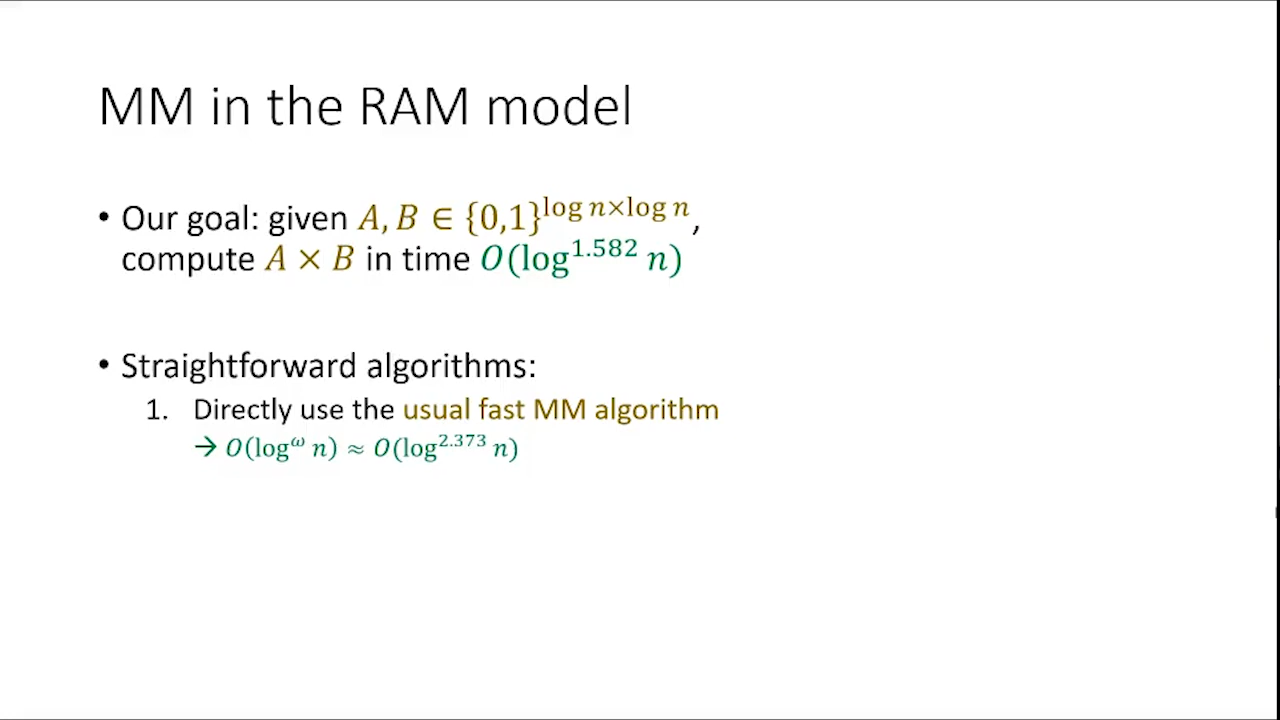 MM in the RAM model
• Our goal: given A, B ∈ {0,1}^{log n×log n},
compute A × B in time O(log^{1.582} n)
• Straightforward algorithms:
1. Directly use the usual fast MM algorithm
→ O(log^ω n) ≈ O(log^{2.373} n)